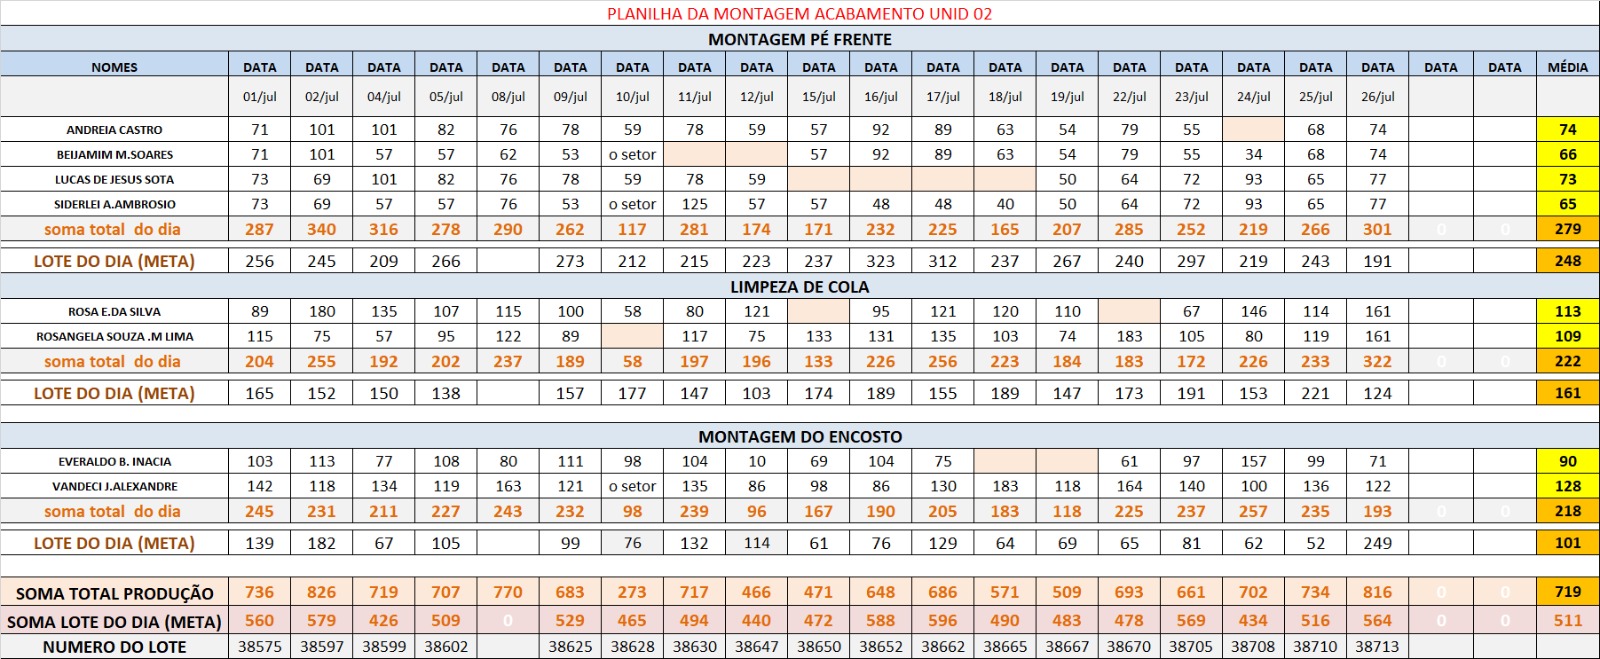 PLANILHA DA MONTAGEM ACABAMENTO UNID 02
MONTAGEM PÉ FRENTE
NOMES DATA DATA DATA DATA DATA DATA DATA DATA DATA DATA DATA DATA DATA DATA DATA DATA DATA DATA DATA DATA DATA MÉDIA
01/jul 02/jul 04/jul 05/jul 08/jul 09/jul 10/jul 11/jul 12/jul 15/jul 16/jul 17/jul 18/jul 19/jul 22/jul 23/jul 24/jul 25/jul 26/jul
ANDREIA CASTRO 71 101 101 82 76 78 59 78 59 57 92 89 63 54 79 55 68 74 74
BEIJAMIM M.SOARES 71 101 57 57 62 53 o setor 57 92 89 63 54 79 55 34 68 74 66
LUCAS DE JESUS SOTA 73 69 101 82 76 78 59 78 59 50 64 72 93 65 77 73
SIDERLEI A.AMBROSIO 73 69 57 57 76 53 o setor 125 57 57 48 48 40 50 64 72 93 65 77 65
soma total do dia 287 340 316 278 290 262 117 281 174 171 232 225 165 207 285 252 219 266 301 0 0 279
LOTE DO DIA (META) 256 245 209 266 273 212 215 223 237 323 312 237 267 240 297 219 243 191 248
LIMPEZA DE COLA
ROSA E.DA SILVA 89 180 135 107 115 100 58 80 121 95 121 120 110 67 146 114 161 113
ROSANGELA SOUZA .M LIMA 115 75 57 95 122 89 117 75 133 131 135 103 74 183 105 80 119 161 109
soma total do dia 204 255 192 202 237 189 58 197 196 133 226 256 223 184 183 172 226 233 322 0 0 222
LOTE DO DIA (META) 165 152 150 138 157 177 147 103 174 189 155 189 147 173 191 153 221 124 161
MONTAGEM DO ENCOSTO
EVERALDO B. INACIA 103 113 77 108 80 111 98 104 10 69 104 75 61 97 157 99 71 90
VANDECI J.ALEXANDRE 142 118 134 119 163 121 o setor 135 86 98 86 130 183 118 164 140 100 136 122 128
soma total do dia 245 231 211 227 243 232 98 239 96 167 190 205 183 118 225 237 257 235 193 0 0 218
LOTE DO DIA (META) 139 182 67 105 99 76 132 114 61 76 129 64 69 65 81 62 52 249 101
SOMA TOTAL PRODUÇÃO 736 826 719 707 770 683 273 717 466 471 648 686 571 509 693 661 702 734 816 0 0 719
SOMA LOTE DO DIA (META) 560 579 426 509 0 529 465 494 440 472 588 596 490 483 478 569 434 516 564 0 0 511
NUMERO DO LOTE 38575 38597 38599 38602 38625 38628 38630 38647 38650 38652 38662 38665 38667 38670 38705 38708 38710 38713